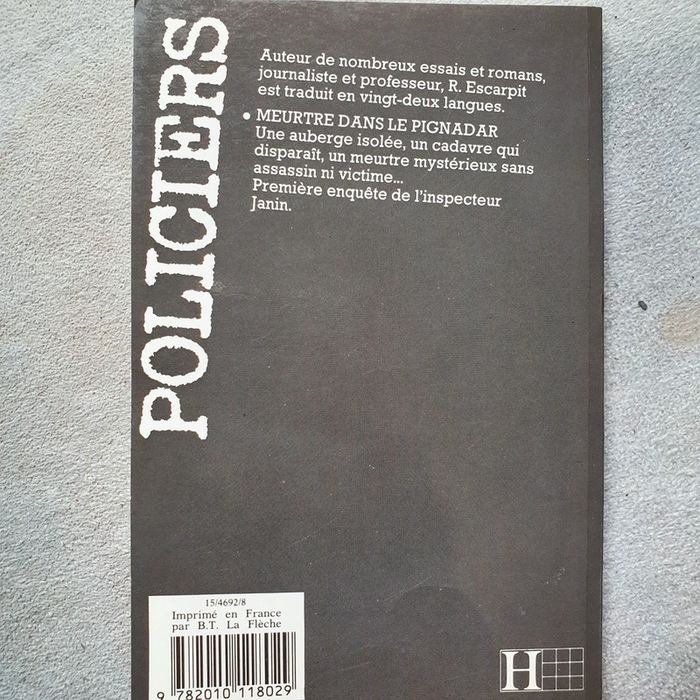 POLICIERS
Auteur de nombreux essais et romans,
journaliste et professeur, R. Escarpit
est traduit en vingt-deux langues.
• MEURTRE DANS LE PIGNADAR
Une auberge isolée, un cadavre qui
disparaît, un meurtre mystérieux sans
assassin ni victime...
Première enquête de l'inspecteur
Janin.
15/4692/8
Imprimé en France
par B.T. La Flèche
9 782010 118029
H